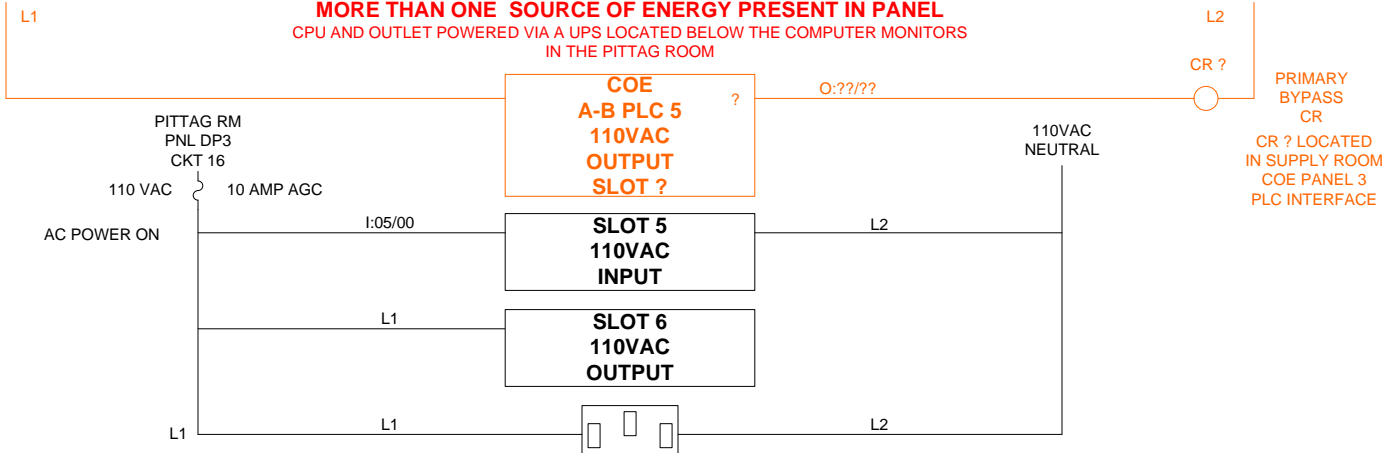 MORE THAN ONE SOURCE OF ENERGY PRESENT IN PANEL
L1
L2
CPU AND OUTLET POWERED VIA A UPS LOCATED BELOW THE COMPUTER MONITORS
IN THE PITTAG ROOM
CR ?
COE
A-B PLC 5
110VAC
OUTPUT
SLOT ?
?
O:??/??
PRIMARY
BYPASS
CR
CR ? LOCATED
IN SUPPLY ROOM
COE PANEL 3
PLC INTERFACE
PITTAG RM
PNL DP3
CKT 16
110VAC
NEUTRAL
110 VAC
10 AMP AGC
AC POWER ON
I:05/00
SLOT 5
110VAC
INPUT
L2
L1
SLOT 6
110VAC
OUTPUT
L1
L1
L2